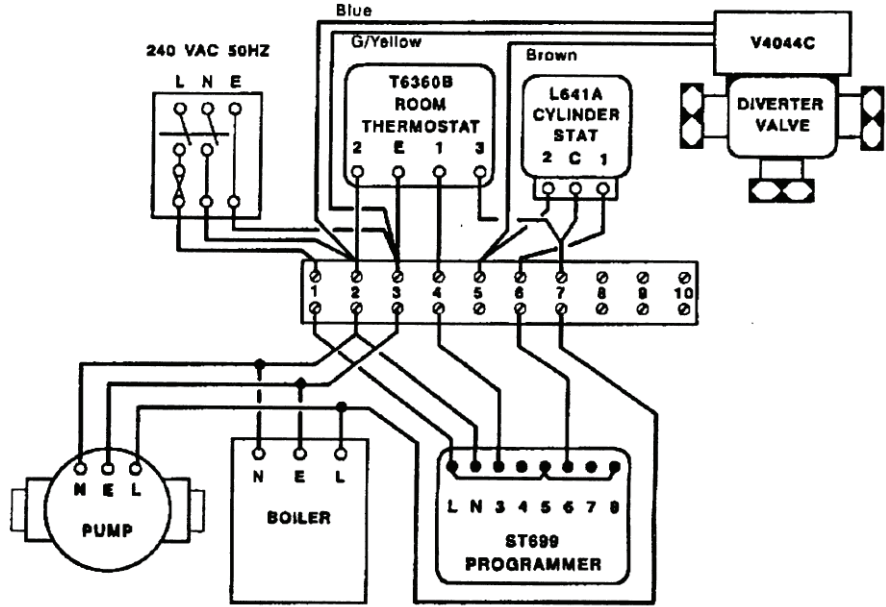 Blue
G/Yellow
Brown
V4044C
240 VAC 50HZ
L N E
T6360B
ROOM
THERMOSTAT
2 E 1 3
L641A
CYLINDER
STAT
2 C 1
DIVERTER
VALVE
1 2 3 4 5 6 7 8 9 10
N E L
PUMP
N E L
BOILER
L N 3 4 5 6 7 8
ST699
PROGRAMMER